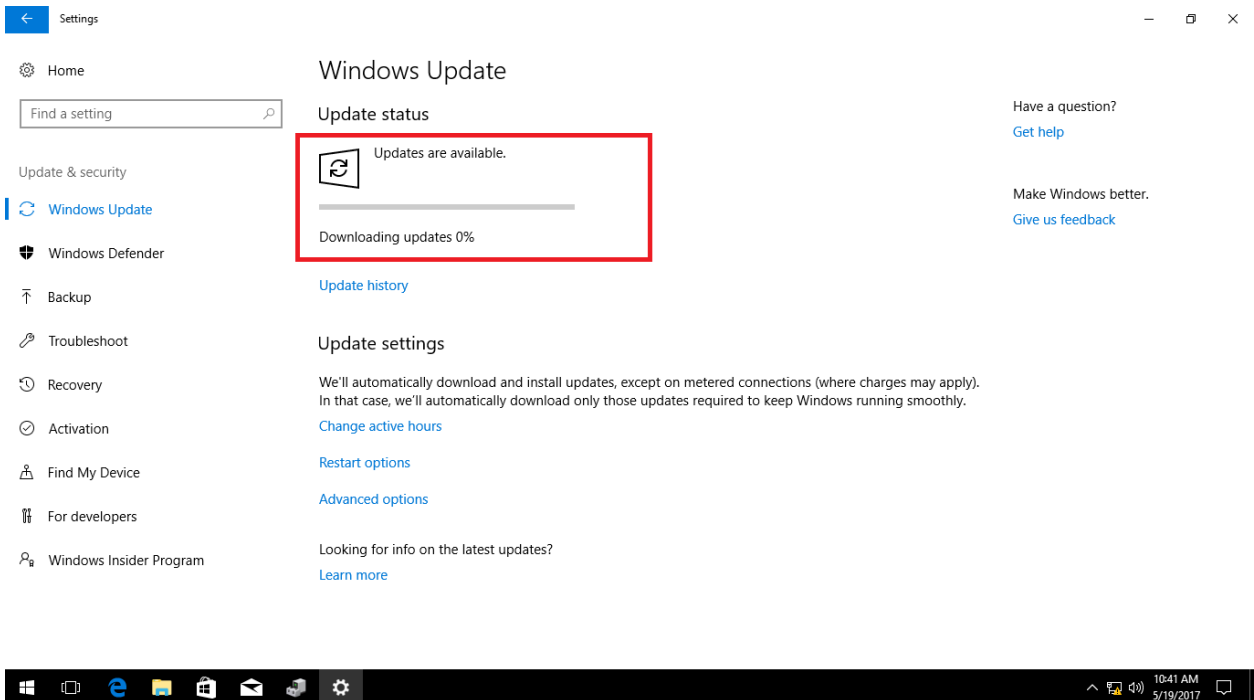 Settings
Home
Find a setting
Update & security
Windows Update
Windows Defender
Backup
Troubleshoot
Recovery
Activation
Find My Device
For developers
Windows Insider Program
Windows Update
Update status
Updates are available.
Downloading updates 0%
Update history
Update settings
We'll automatically download and install updates, except on metered connections (where charges may apply).
In that case, we'll automatically download only those updates required to keep Windows running smoothly.
Change active hours
Restart options
Advanced options
Looking for info on the latest updates?
Learn more
Have a question?
Get help
Make Windows better.
Give us feedback
10:41 AM
5/19/2017